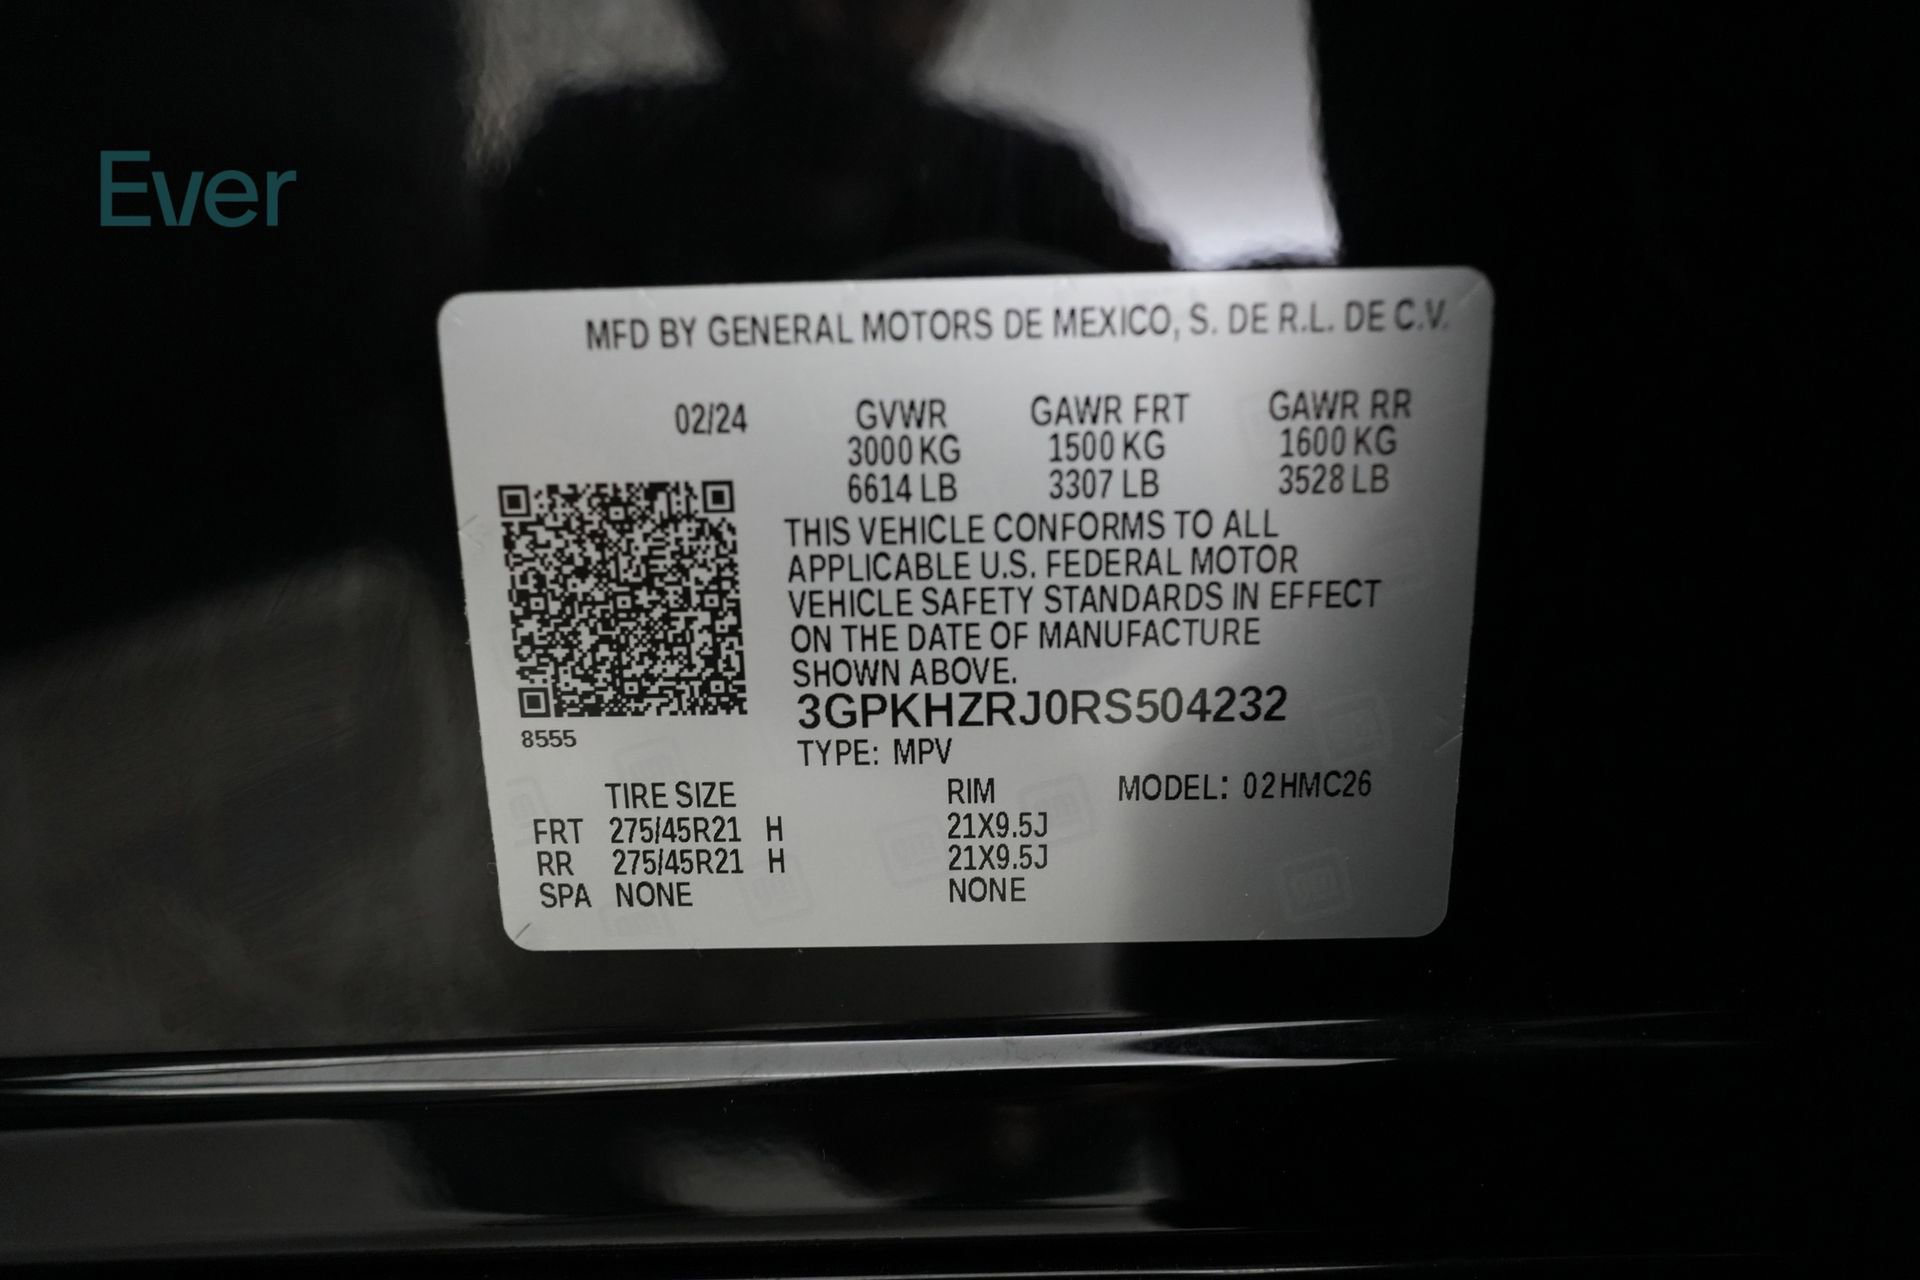 Ever
MFD BY GENERAL MOTORS DE MEXICO, S. DE R.L. DE C.V.
02/24 GVWR GAWR FRT GAWR RR
3000 KG 1500 KG 1600 KG
6614 LB 3307 LB 3528 LB
THIS VEHICLE CONFORMS TO ALL
APPLICABLE U.S. FEDERAL MOTOR
VEHICLE SAFETY STANDARDS IN EFFECT
ON THE DATE OF MANUFACTURE
SHOWN ABOVE.
3GPKHZRJ0RS504232
8555
TYPE: MPV
TIRE SIZE RIM MODEL: 02HMC26
FRT 275/45R21 H 21X9.5J
RR 275/45R21 H 21X9.5J
SPA NONE NONE